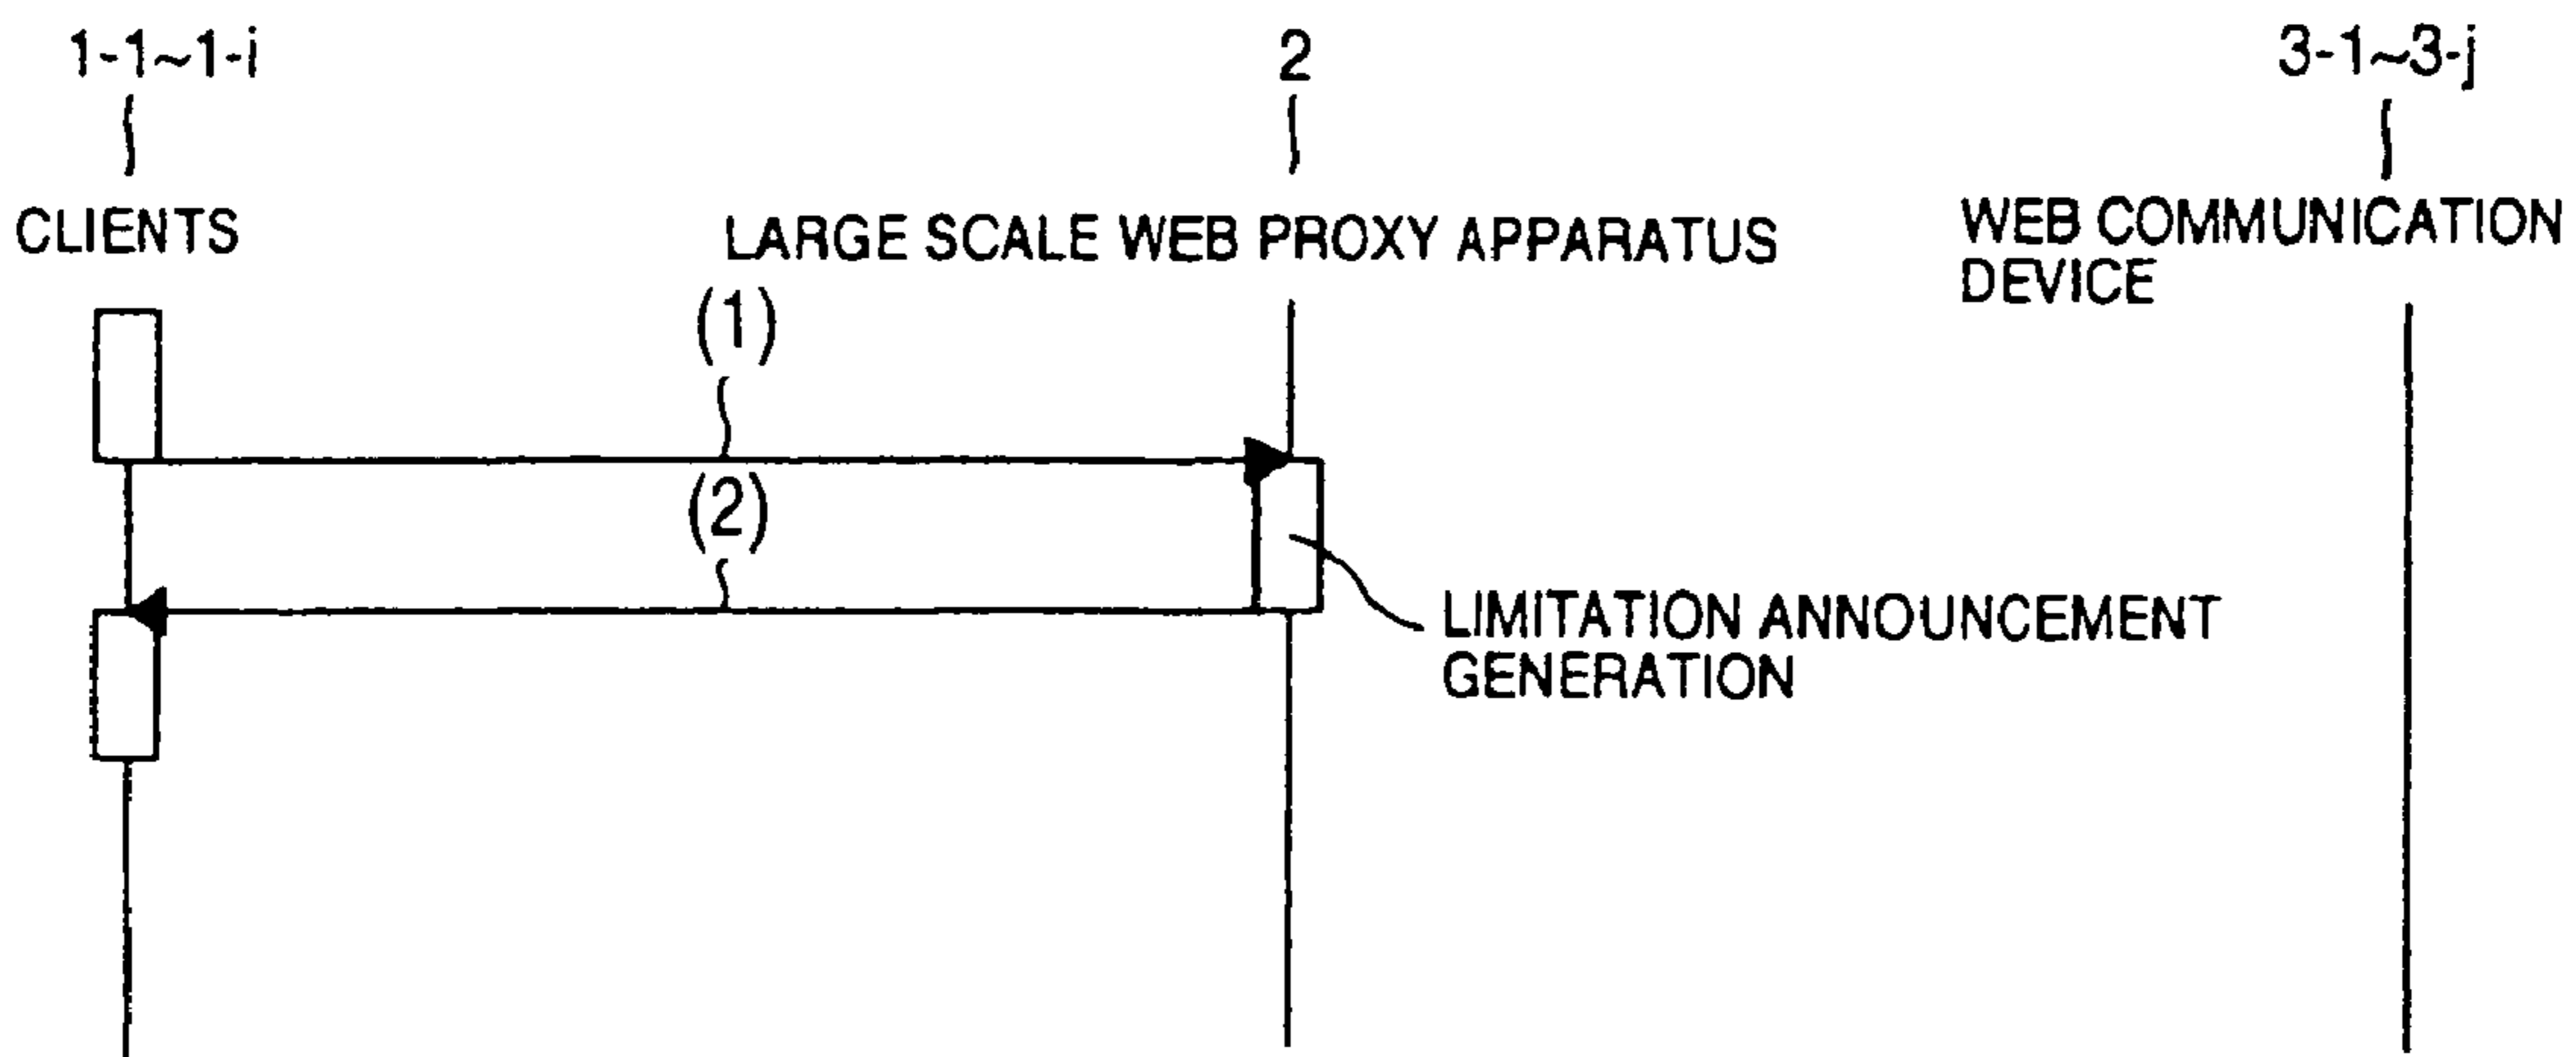 1-1~1-i
2
3-1~3-j
CLIENTS
LARGE SCALE WEB PROXY APPARATUS
WEB COMMUNICATION
DEVICE
(1)
(2)
LIMITATION ANNOUNCEMENT
GENERATION